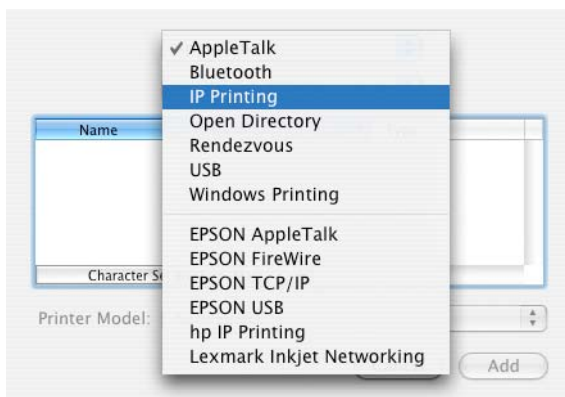 ✓ AppleTalk
Bluetooth
IP Printing
Open Directory
Rendezvous
USB
Windows Printing
EPSON AppleTalk
EPSON FireWire
EPSON TCP/IP
EPSON USB
hp IP Printing
Lexmark Inkjet Networking
Name
Character
Printer Model:
Add